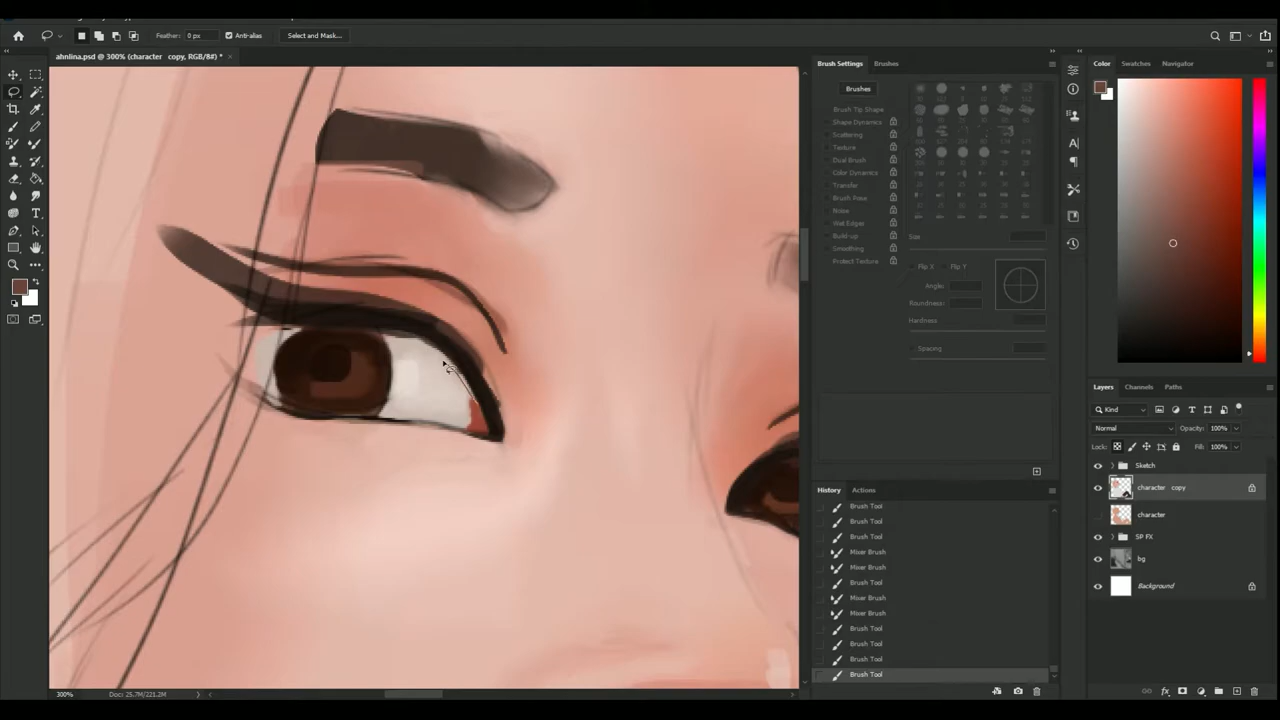 Feather: 0 px Anti-alias Select and Mask...
ahnlina.psd @ 300% (character copy, RGB/8#) *
Brush Settings Brushes
Brushes
Brush Tip Shape
Shape Dynamics
Scattering
Texture
Dual Brush
Color Dynamics
Transfer
Brush Pose
Noise
Wet Edges
Build-up
Smoothing
Protect Texture
Size
Flip X Flip Y
Angle:
Roundness:
Hardness
Spacing
History Actions
Brush Tool
Brush Tool
Brush Tool
Mixer Brush
Mixer Brush
Brush Tool
Mixer Brush
Mixer Brush
Brush Tool
Brush Tool
Brush Tool
Brush Tool
Color Swatches Navigator
Layers Channels Paths
Kind
Normal Opacity: 100%
Lock: Fill: 100%
Sketch
character copy
character
SP FX
bg
Background
300% Doc: 25.7M/221.2M